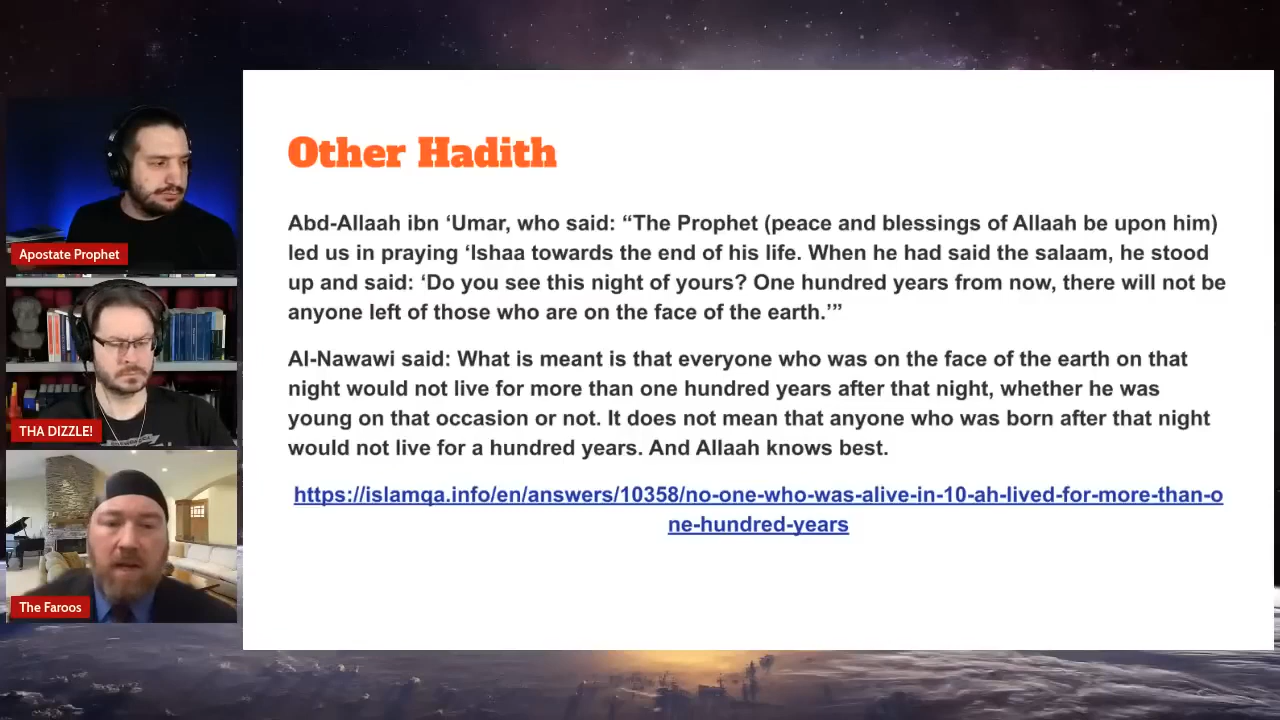 Other Hadith
Abd-Allaah ibn ‘Umar, who said: “The Prophet (peace and blessings of Allaah be upon him)
led us in praying ‘Ishaa towards the end of his life. When he had said the salaam, he stood
up and said: ‘Do you see this night of yours? One hundred years from now, there will not be
anyone left of those who are on the face of the earth.’”
Al-Nawawi said: What is meant is that everyone who was on the face of the earth on that
night would not live for more than one hundred years after that night, whether he was
young on that occasion or not. It does not mean that anyone who was born after that night
would not live for a hundred years. And Allaah knows best.
https://islamqa.info/en/answers/10358/no-one-who-was-alive-in-10-ah-lived-for-more-than-o
ne-hundred-years
Apostate Prophet
THA DIZZLE!
The Faroos